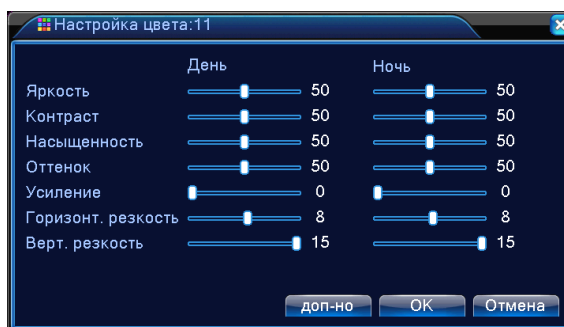 Настройка цвета:11
День Ночь
Яркость 50 50
Контраст 50 50
Насыщенность 50 50
Оттенок 50 50
Усиление 0 0
Горизонт. резкость 8 8
Верт. резкость 15 15
доп-но OK Отмена